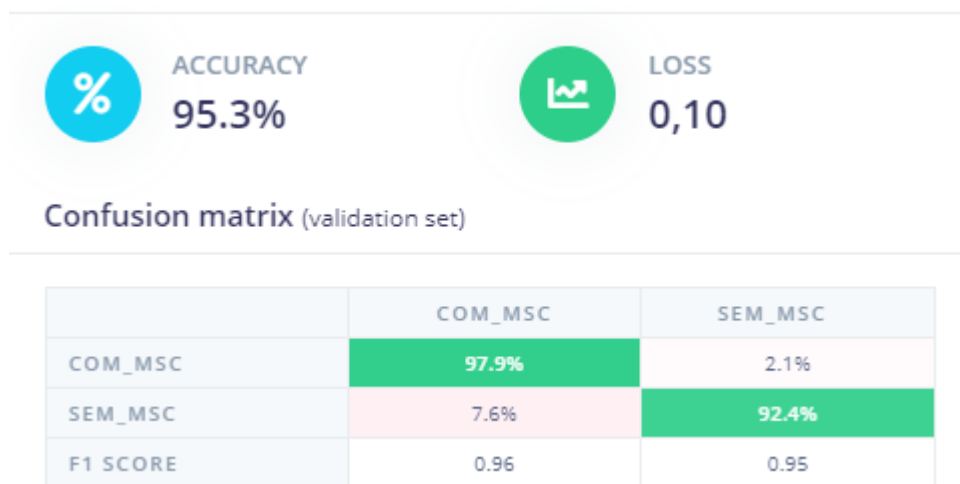 ACCURACY
95.3%
LOSS
0,10
Confusion matrix (validation set)
COM_MSC SEM_MSC
COM_MSC 97.9% 2.1%
SEM_MSC 7.6% 92.4%
F1 SCORE 0.96 0.95